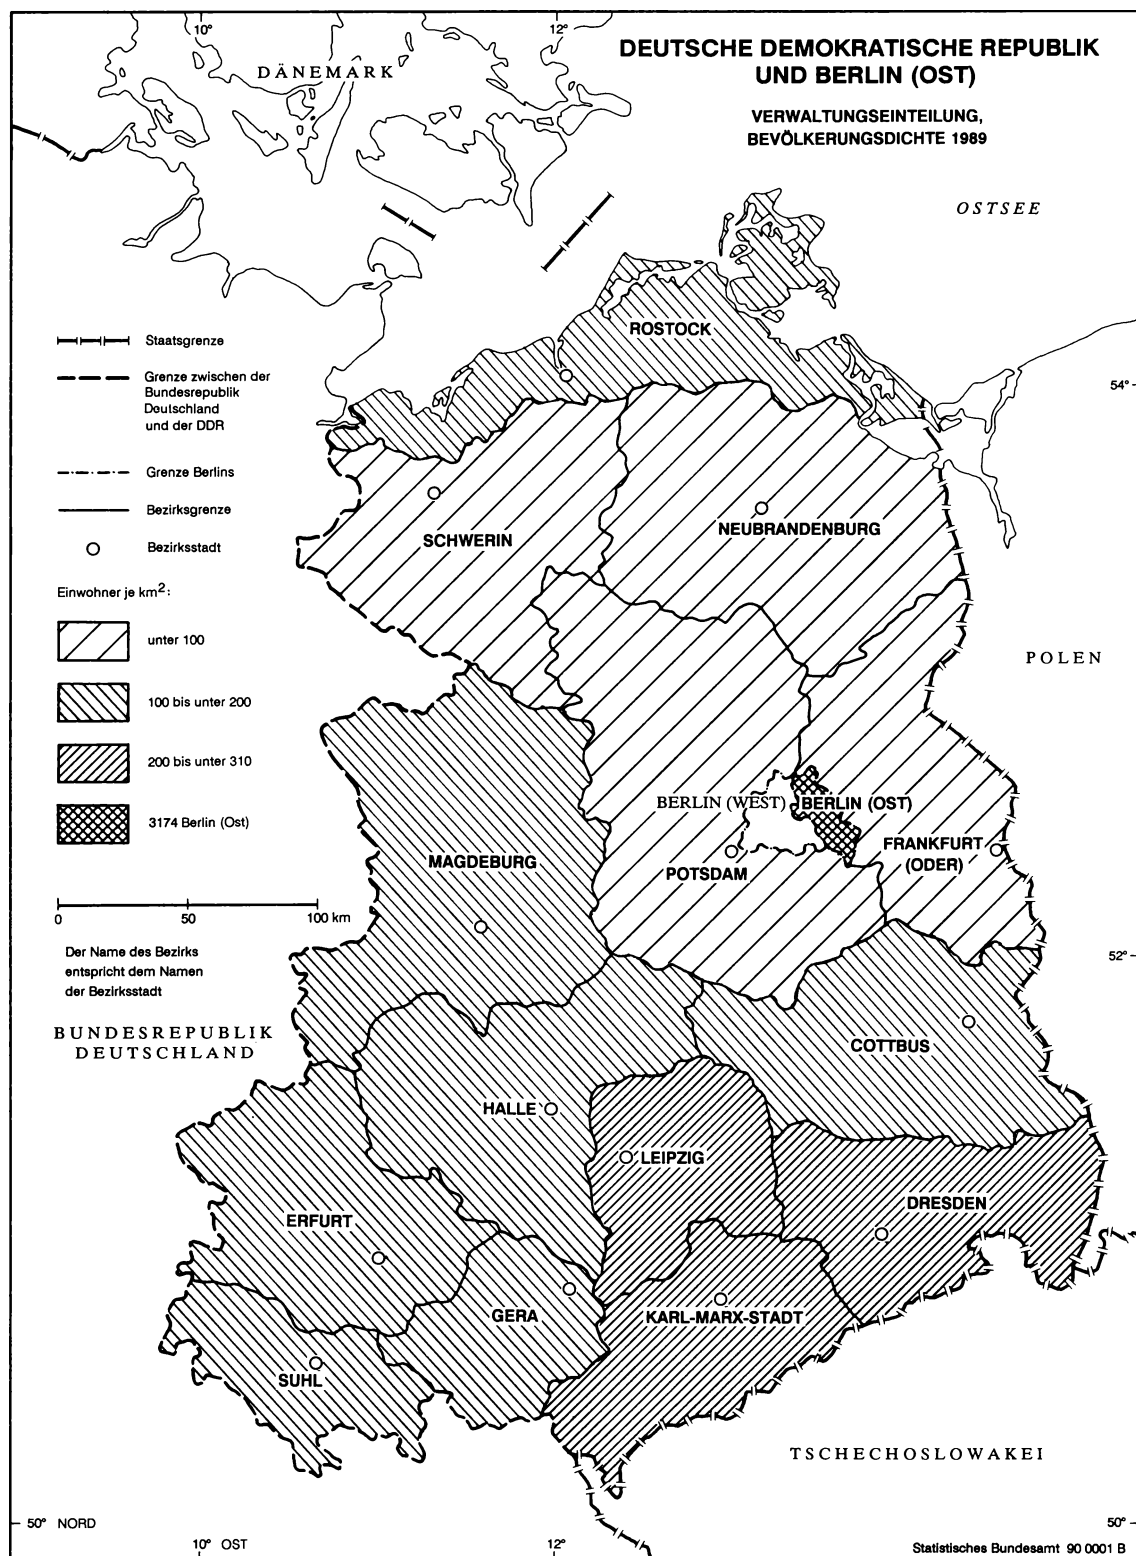 10°
12°
DÄNEMARK
DEUTSCHE DEMOKRATISCHE REPUBLIK
UND BERLIN (OST)
VERWALTUNGSEINTEILUNG,
BEVÖLKERUNGSDICHTE 1989
OSTSEE
ROSTOCK
54°
Staatsgrenze
Grenze zwischen der
Bundesrepublik
Deutschland
und der DDR
Grenze Berlins
Bezirksgrenze
Bezirksstadt
Einwohner je km²:
unter 100
100 bis unter 200
200 bis unter 310
3174 Berlin (Ost)
0 50 100 km
Der Name des Bezirks
entspricht dem Namen
der Bezirksstadt
SCHWERIN
NEUBRANDENBURG
POLEN
BERLIN (WEST)
BERLIN (OST)
FRANKFURT
(ODER)
POTSDAM
MAGDEBURG
52°
BUNDESREPUBLIK
DEUTSCHLAND
COTTBUS
HALLE
LEIPZIG
DRESDEN
ERFURT
GERA
KARL-MARX-STADT
SUHL
TSCHECHOSLOWAKEI
50° NORD
50°
10° OST
12°
Statistisches Bundesamt 90 0001 B